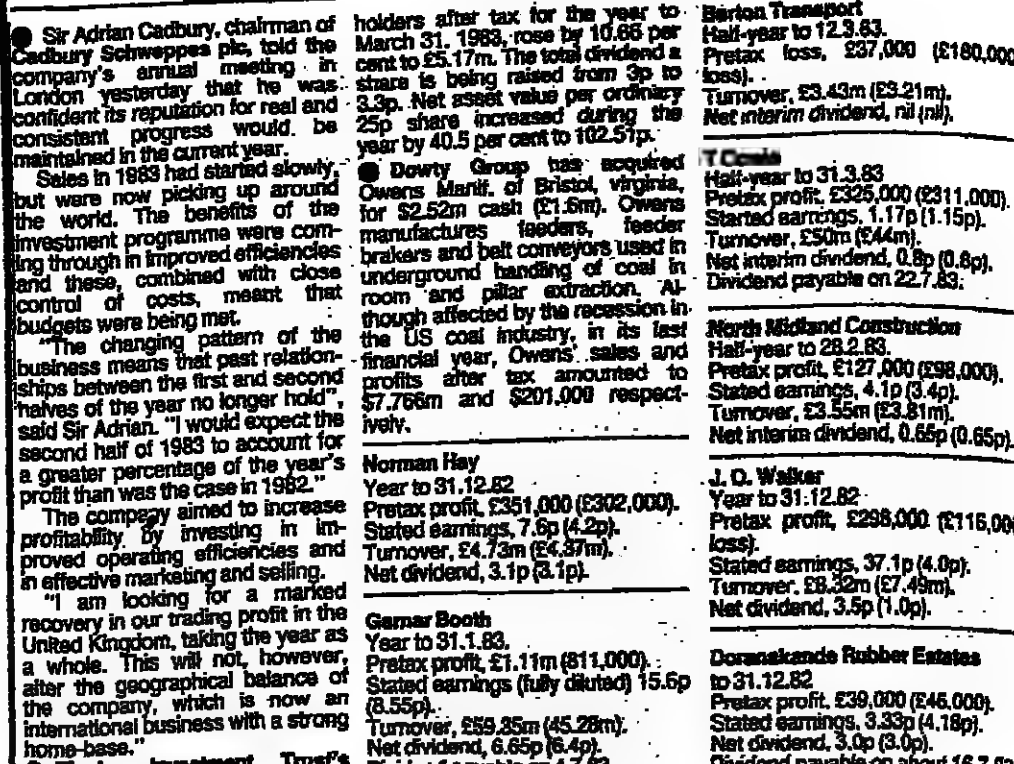 ● Sir Adrian Cadbury, chairman of
Cadbury Schweppes plc, told the
company's annual meeting in
London yesterday that he was
confident its reputation for real and
consistent progress would be
maintained in the current year.
Sales in 1983 had started slowly,
but were now picking up around
the world. The benefits of the
investment programme were com-
ing through in improved efficiencies
and these, combined with close
control of costs, meant that
budgets were being met.
"The changing pattern of the
business means that past relation-
ships between the first and second
halves of the year no longer hold",
said Sir Adrian. "I would expect the
second half of 1983 to account for
a greater percentage of the year's
profit than was the case in 1982."
The company aimed to increase
profitability by investing in im-
proved operating efficiencies and
in effective marketing and selling.
"I am looking for a marked
recovery in our trading profit in the
United Kingdom, taking the year as
a whole. This will not, however,
alter the geographical balance of
the company, which is now an
international business with a strong
home-base."
Investment Trust's
holders after tax for the year to
March 31. 1983, rose by 10.66 per
cent to £5.17m. The total dividend a
share is being raised from 3p to
3.3p. Net asset value per ordinary
25p share increased during the
year by 40.5 per cent to 102.51p.
● Dowty Group has acquired
Owens Manif. of Bristol, virginia,
for $2.52m cash (£1.6m). Owens
manufactures feeders, feeder
brakers and belt conveyors used in
underground handling of coal in
room and pillar extraction. Al-
though affected by the recession in
the US coal industry, in its last
financial year, Owens' sales and
profits after tax amounted to
$7.766m and $201,000 respect-
ively.
Norman Hay
Year to 31.12.82
Pretax profit, £351,000 (£302,000).
Stated earnings, 7.6p (4.2p).
Turnover, £4.73m (£4.37m).
Net dividend, 3.1p (3.1p).
Garnar Booth
Year to 31.1.83.
Pretax profit, £1.11m (811,000).
Stated earnings (fully diluted) 15.6p
(8.55p).
Turnover, £59.35m (45.28m).
Net dividend, 6.65p (6.4p).
Barton Transport
Half-year to 12.3.83.
Pretax loss, £37,000 (£180,000
loss).
Turnover, £3.43m (£3.21m).
Net interim dividend, nil (nil).
T Cowie
Half-year to 31.3.83
Pretax profit, £325,000 (£311,000).
Started earnings, 1.17p (1.15p).
Turnover, £50m (£44m).
Net interim dividend, 0.8p (0.8p).
Dividend payable on 22.7.83.
North Midland Construction
Half-year to 28.2.83.
Pretax profit, £127,000 (£98,000).
Stated earnings, 4.1p (3.4p).
Turnover, £3.55m (£3.81m).
Net interim dividend, 0.65p (0.65p).
J. O. Walker
Year to 31.12.82
Pretax profit, £298,000 (£116,000
loss).
Stated earnings, 37.1p (4.0p).
Turnover, £8.32m (£7.49m).
Net dividend, 3.5p (1.0p).
Doranakande Rubber Estates
to 31.12.82
Pretax profit, £39,000 (£46,000).
Stated earnings, 3.33p (4.18p).
Net dividend, 3.0p (3.0p).
Dividend payable on about 16.7.83